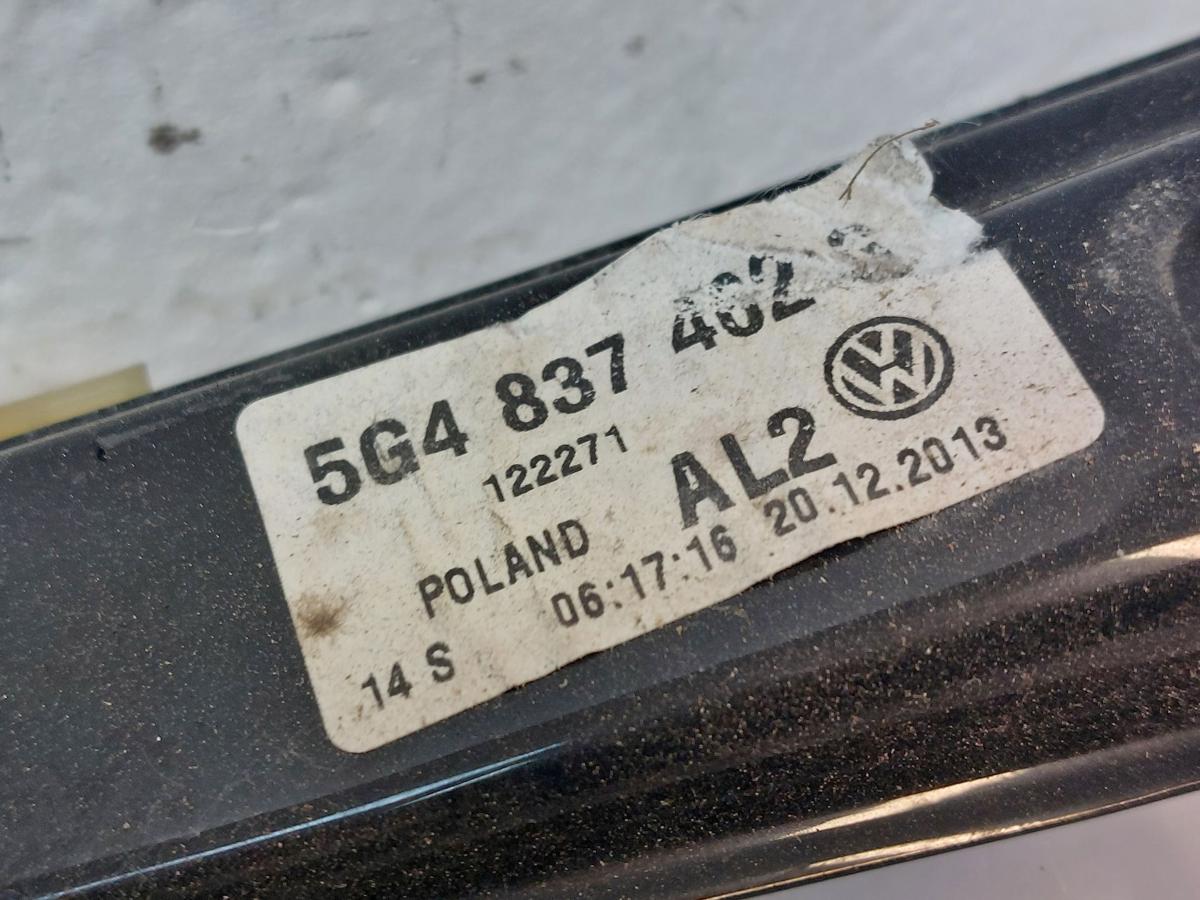 5G4 837 462
122271
AL2
POLAND
06:17:16 20.12.2013
14 S